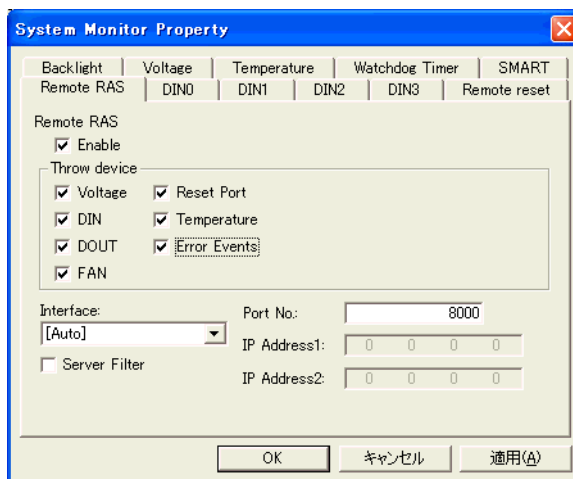 System Monitor Property
Backlight Voltage Temperature Watchdog Timer SMART
Remote RAS DIN0 DIN1 DIN2 DIN3 Remote reset
Remote RAS
Enable
Throw device
Voltage Reset Port
DIN Temperature
DOUT Error Events
FAN
Interface: Port No.: 8000
[Auto] IP Address1: 0 0 0 0
Server Filter IP Address2: 0 0 0 0
OK キャンセル 適用(A)